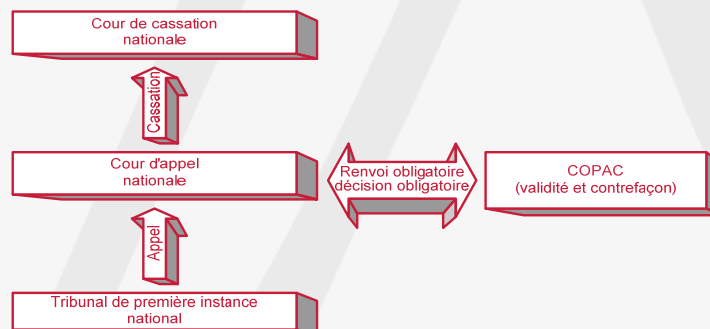 Cour de cassation
nationale
Cassation
Cour d'appel
nationale
Renvoi obligatoire
décision obligatoire
COPAC
(validité et contrefaçon)
Appel
Tribunal de première instance
national